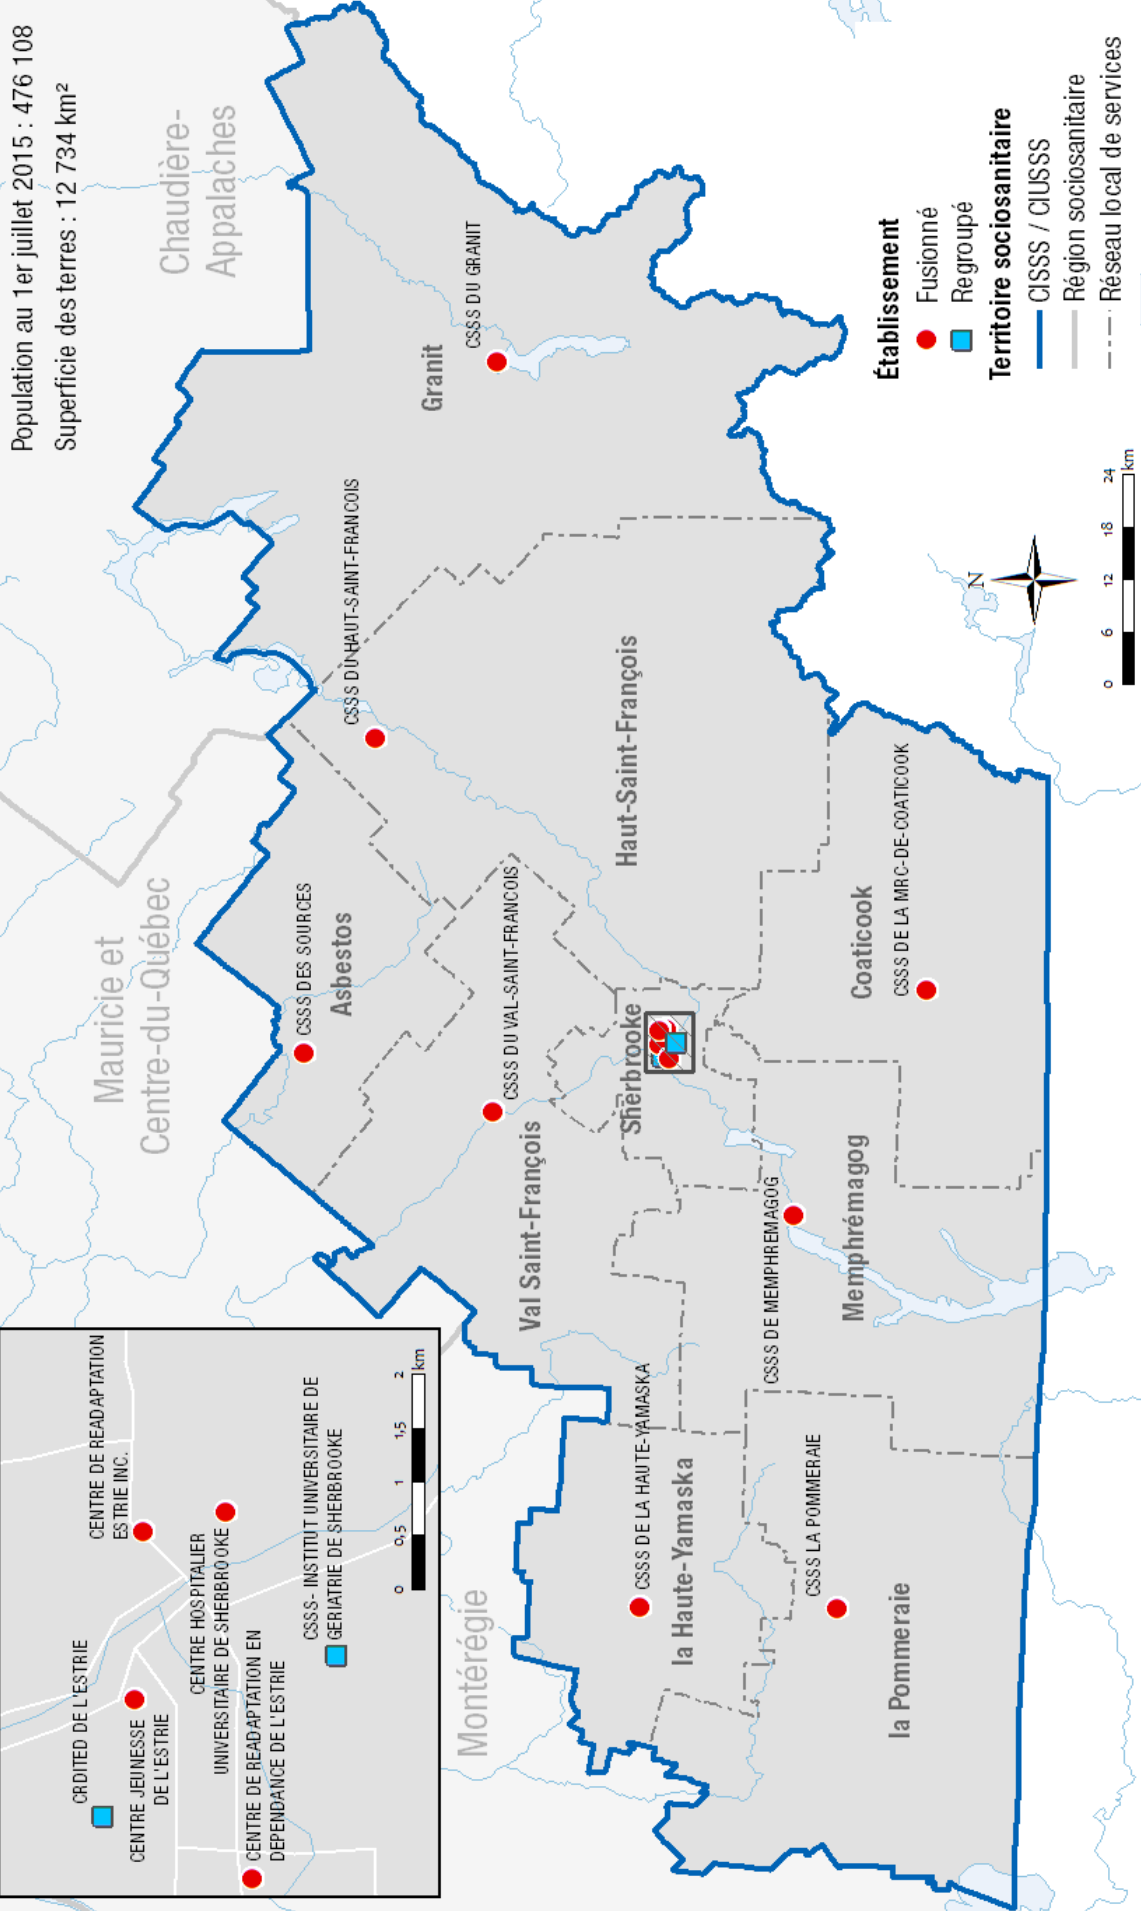 Population au 1er juillet 2015 : 476 108
Superficie des terres : 12 734 km²
CRDITED DE L'ESTRIE
CENTRE JEUNESSE
DE L'ESTRIE
CENTRE DE READAPTATION
ESTRIE INC.
CENTRE HOSPITALIER
UNIVERSITAIRE DE SHERBROOKE
CENTRE DE READAPTATION EN
DEPENDANCE DE L'ESTRIE
CSSS- INSTITUT UNIVERSITAIRE DE
GERIATRIE DE SHERBROOKE
0 0,5 1 1,5 2
km
Mauricie et
Centre-du-Québec
Chaudière-
Appalaches
Montérégie
CSSS DES SOURCES
Asbestos
CSSS DU HAUT-SAINT-FRANCOIS
Granit
CSSS DU GRANIT
CSSS DU VAL-SAINT-FRANCOIS
Val Saint-François
Haut-Saint-François
Sherbrooke
CSSS DE LA HAUTE-YAMASKA
la Haute-Yamaska
CSSS DE MEMPHREMAGOG
Memphrémagog
CSSS LA POMMERAIE
la Pommeraie
Coaticook
CSSS DE LA MRC-DE-COATICOOK
N
0 6 12 18 24
km
Établissement
Fusionné
Regroupé
Territoire sociosanitaire
CISSS / CIUSSS
Région sociosanitaire
Réseau local de services